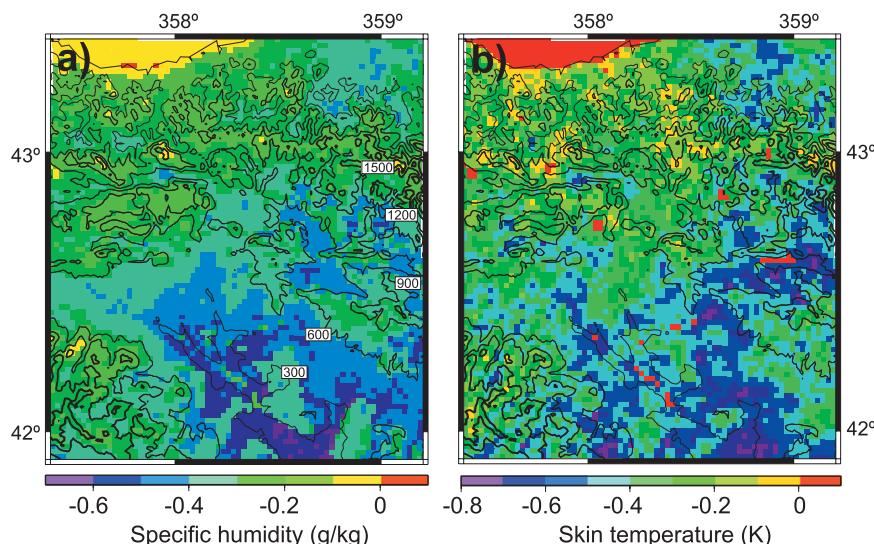 358º 359º 358º 359º
a) b)
43º 43º
1500
1200
900
600
300
42º 42º
-0.6 -0.4 -0.2 0 -0.8 -0.6 -0.4 -0.2 0
Specific humidity (g/kg) Skin temperature (K)